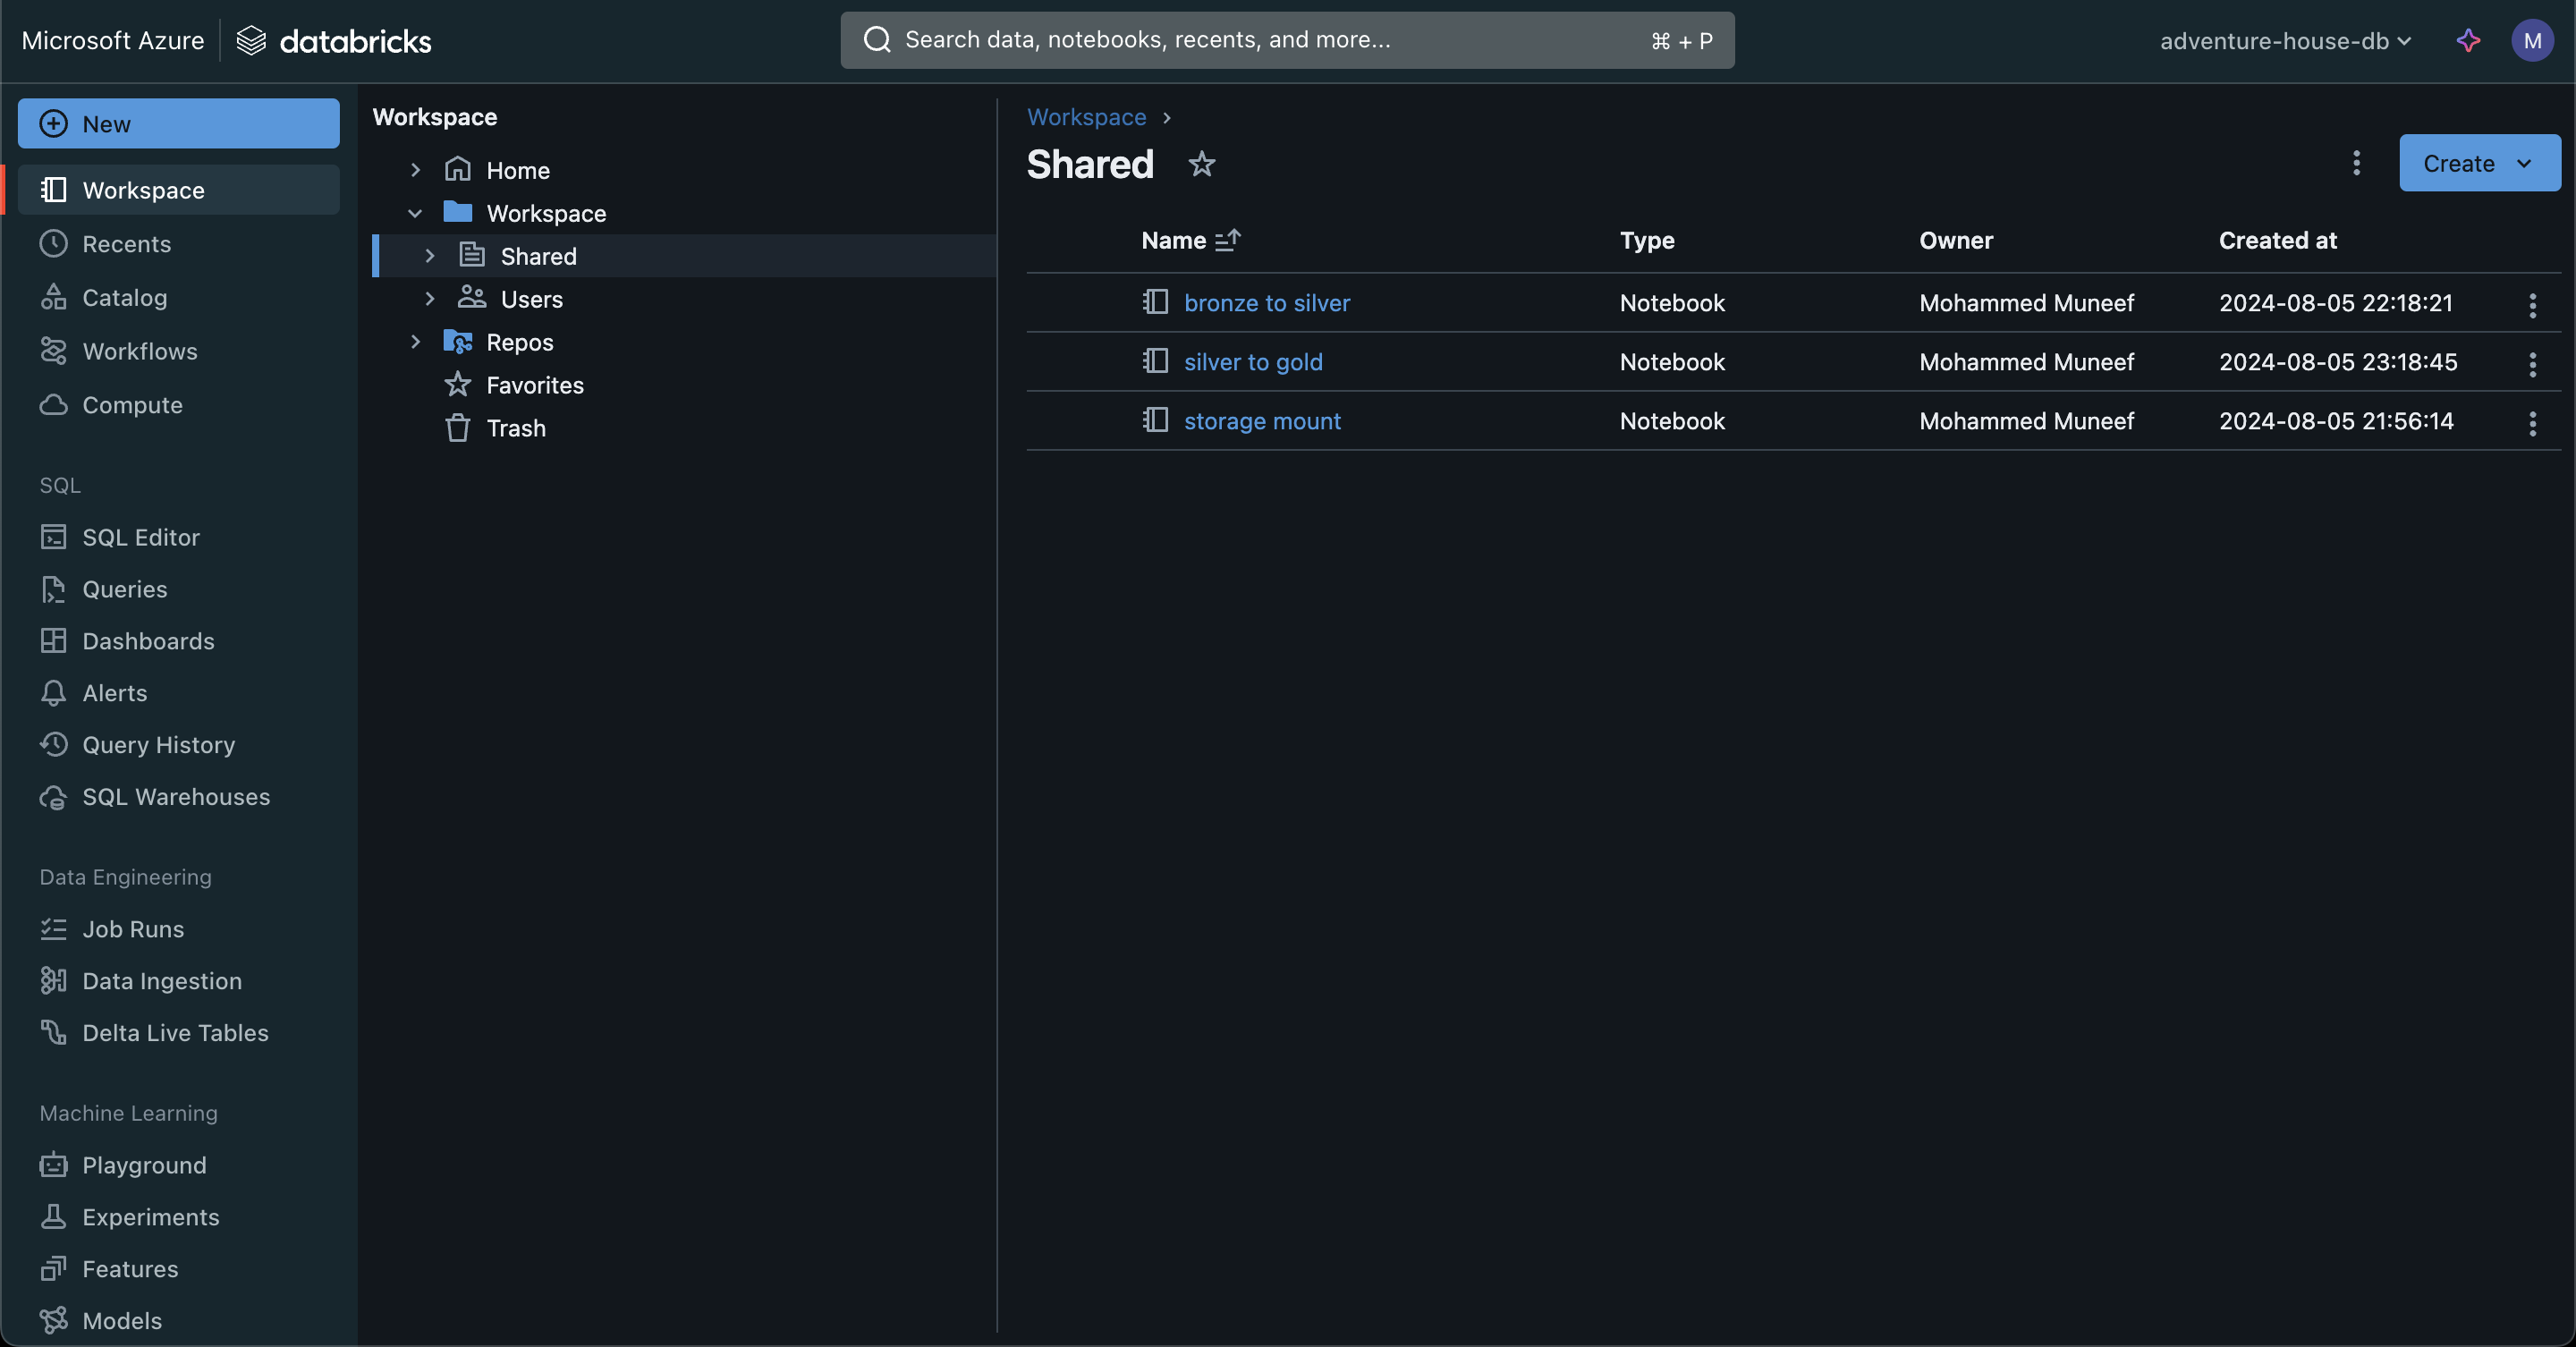 Microsoft Azure databricks
Search data, notebooks, recents, and more... ⌘ + P
adventure-house-db
M
New
Workspace
Recents
Catalog
Workflows
Compute
SQL
SQL Editor
Queries
Dashboards
Alerts
Query History
SQL Warehouses
Data Engineering
Job Runs
Data Ingestion
Delta Live Tables
Machine Learning
Playground
Experiments
Features
Models
Workspace
Home
Workspace
Shared
Users
Repos
Favorites
Trash
Workspace ›
Shared
Create
Name Type Owner Created at
bronze to silver Notebook Mohammed Muneef 2024-08-05 22:18:21
silver to gold Notebook Mohammed Muneef 2024-08-05 23:18:45
storage mount Notebook Mohammed Muneef 2024-08-05 21:56:14